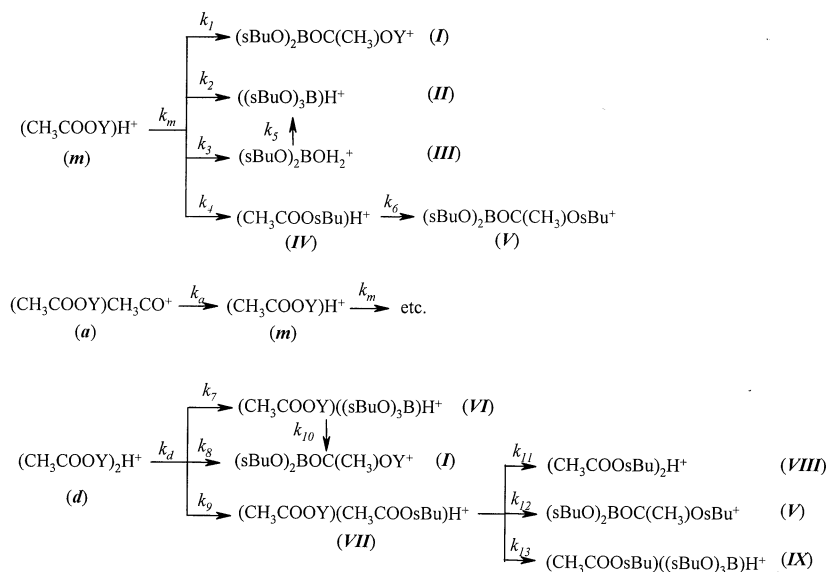 k₁ (sBuO)₂BOC(CH₃)OY⁺ (I)
k₂ ((sBuO)₃B)H⁺ (II)
(CH₃COOY)H⁺ kₘ k₅
(m) k₃ (sBuO)₂BOH₂⁺ (III)
k₄ (CH₃COOsBu)H⁺ k₆ (sBuO)₂BOC(CH₃)OsBu⁺
(IV) (V)
(CH₃COOY)CH₃CO⁺ kₐ (CH₃COOY)H⁺ kₘ etc.
(a) (m)
k₇ (CH₃COOY)((sBuO)₃B)H⁺ (VI)
k₁₀ k₁₁ (CH₃COOsBu)₂H⁺ (VIII)
(CH₃COOY)₂H⁺ k_d k₈ (sBuO)₂BOC(CH₃)OY⁺ (I)
(d) k₉ (CH₃COOY)(CH₃COOsBu)H⁺ k₁₂ (sBuO)₂BOC(CH₃)OsBu⁺ (V)
(VII) k₁₃ (CH₃COOsBu)((sBuO)₃B)H⁺ (IX)